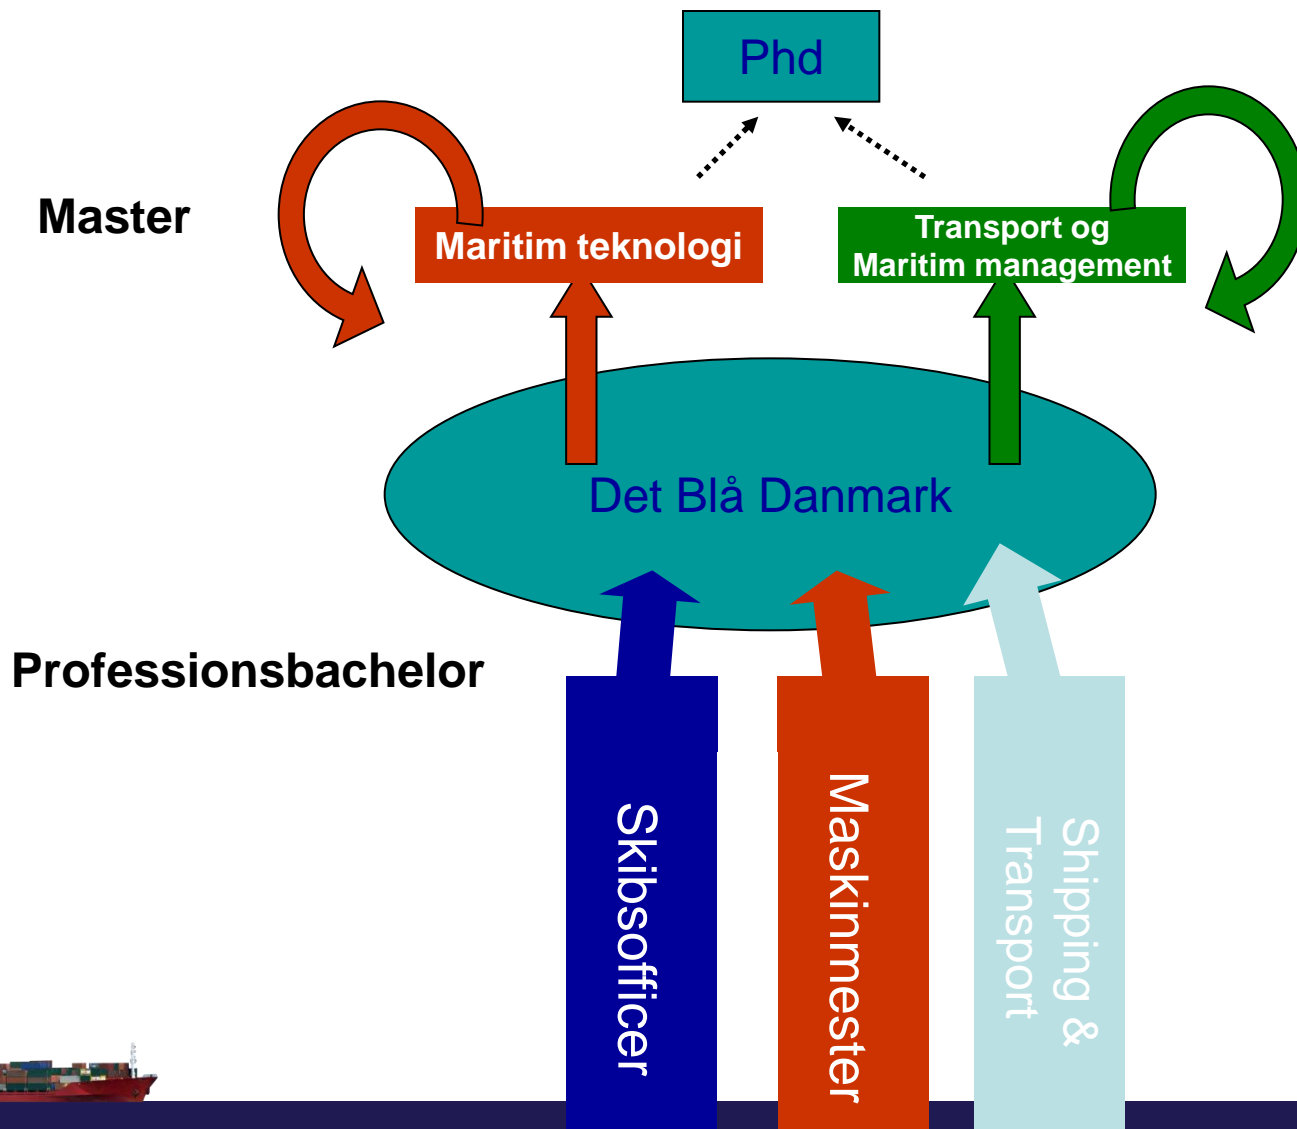 Phd
Master
Maritim teknologi
Transport og
Maritim management
Det Blå Danmark
Professionsbachelor
Skibsofficer
Maskinmester
Shipping &
Transport